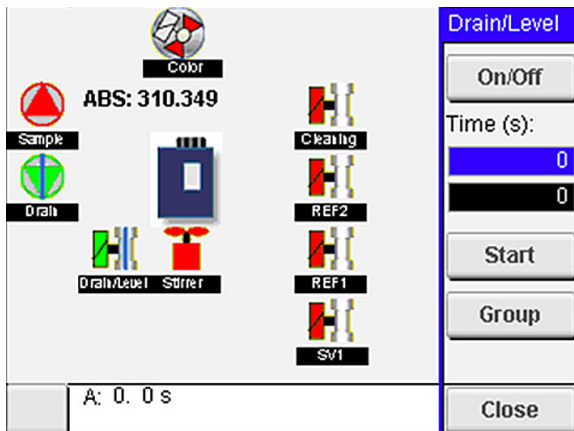 Color
ABS: 310.349
Sample
Drain
Drain/Level
Stirrer
Cleaning
REF2
REF1
SV1
A: 0. 0 s
Drain/Level
On/Off
Time (s):
0
0
Start
Group
Close